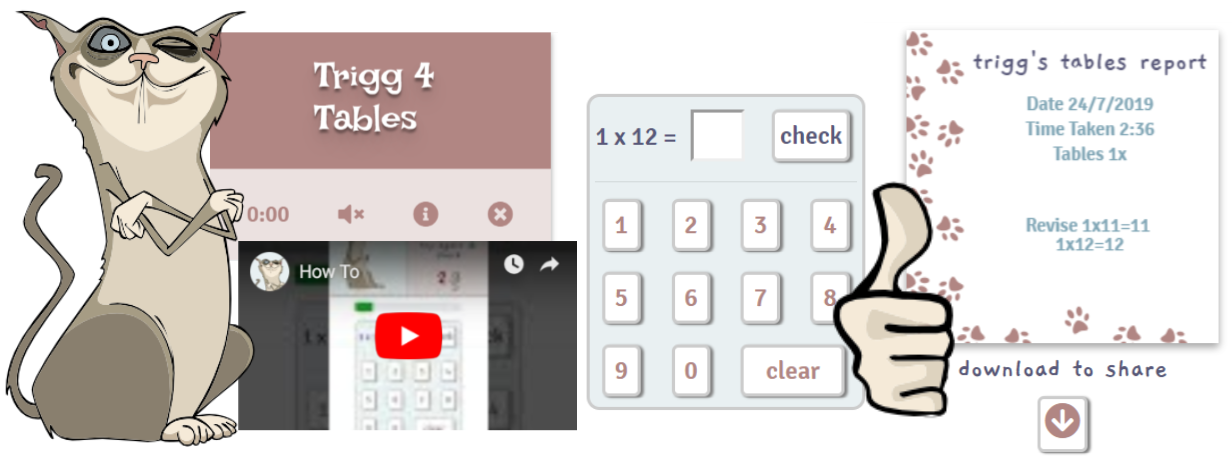 Trigg 4
Tables
0:00
How To
1 x 12 =
check
1
2
3
4
5
6
7
8
9
0
clear
trigg's tables report
Date 24/7/2019
Time Taken 2:36
Tables 1x
Revise 1x11=11
1x12=12
download to share